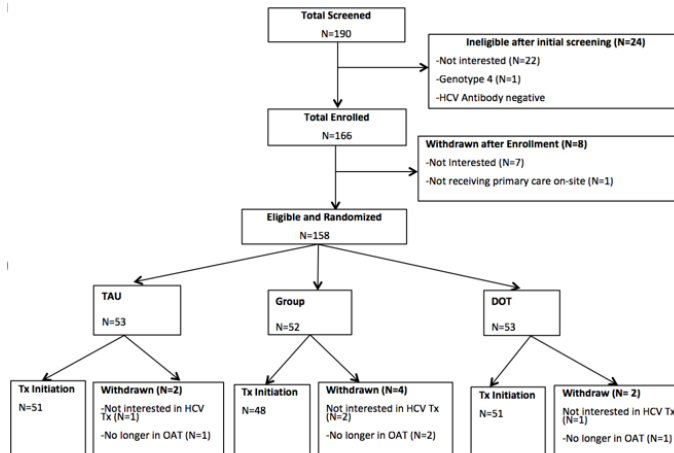 Total Screened
N=190
Ineligible after initial screening (N=24)
-Not interested (N=22)
-Genotype 4 (N=1)
-HCV Antibody negative
Total Enrolled
N=166
Withdrawn after Enrollment (N=8)
-Not Interested (N=7)
-Not receiving primary care on-site (N=1)
Eligible and Randomized
N=158
TAU
N=53
Group
N=52
DOT
N=53
Tx Initiation
N=51
Withdrawn (N=2)
-Not interested in HCV
Tx (N=1)
-No longer in OAT (N=1)
Tx Initiation
N=48
Withdrawn (N=4)
Not interested in HCV Tx
(N=2)
-No longer in OAT (N=2)
Tx Initiation
N=51
Withdraw (N= 2)
Not interested in HCV Tx
(N=1)
-No longer in OAT (N=1)